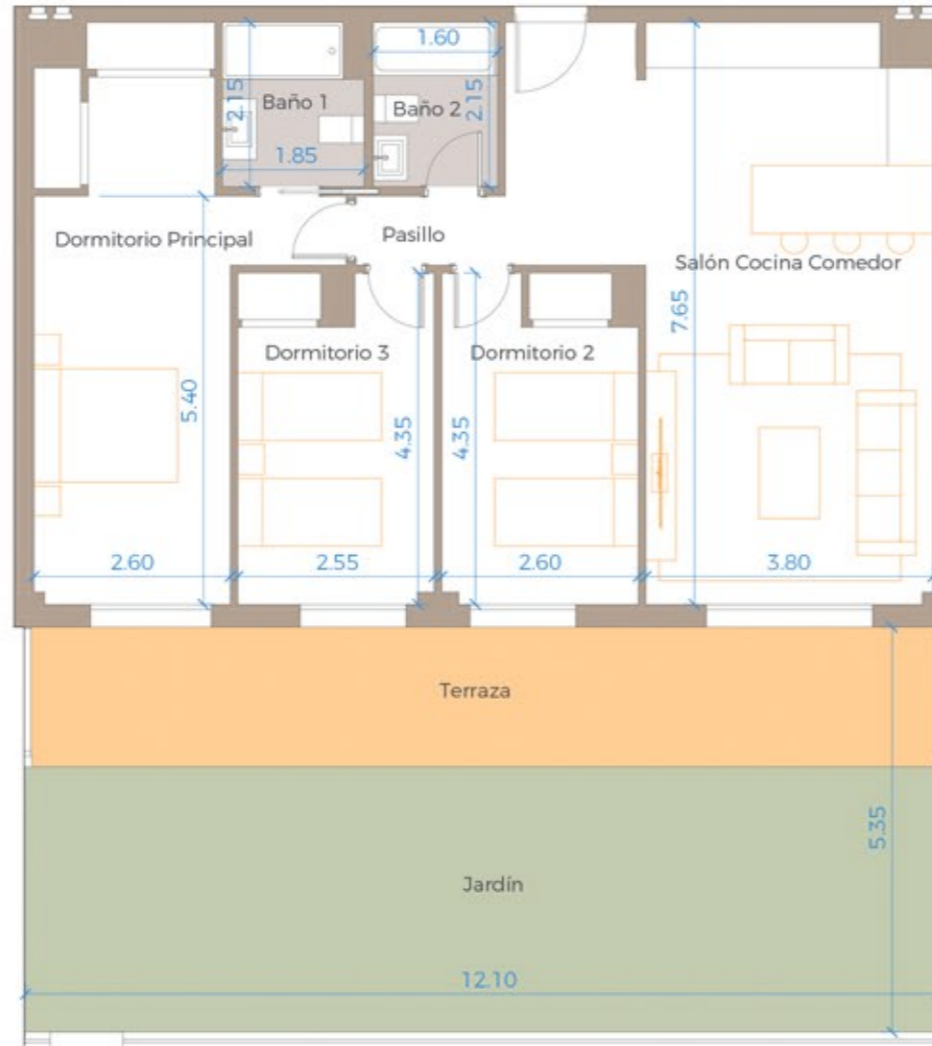 1.60
2.15
Baño 1
Baño 2
2.15
1.85
Dormitorio Principal
Pasillo
Salón Cocina Comedor
7.65
Dormitorio 3
Dormitorio 2
5.40
4.35
4.35
2.60
2.55
2.60
3.80
Terraza
5.35
Jardín
12.10